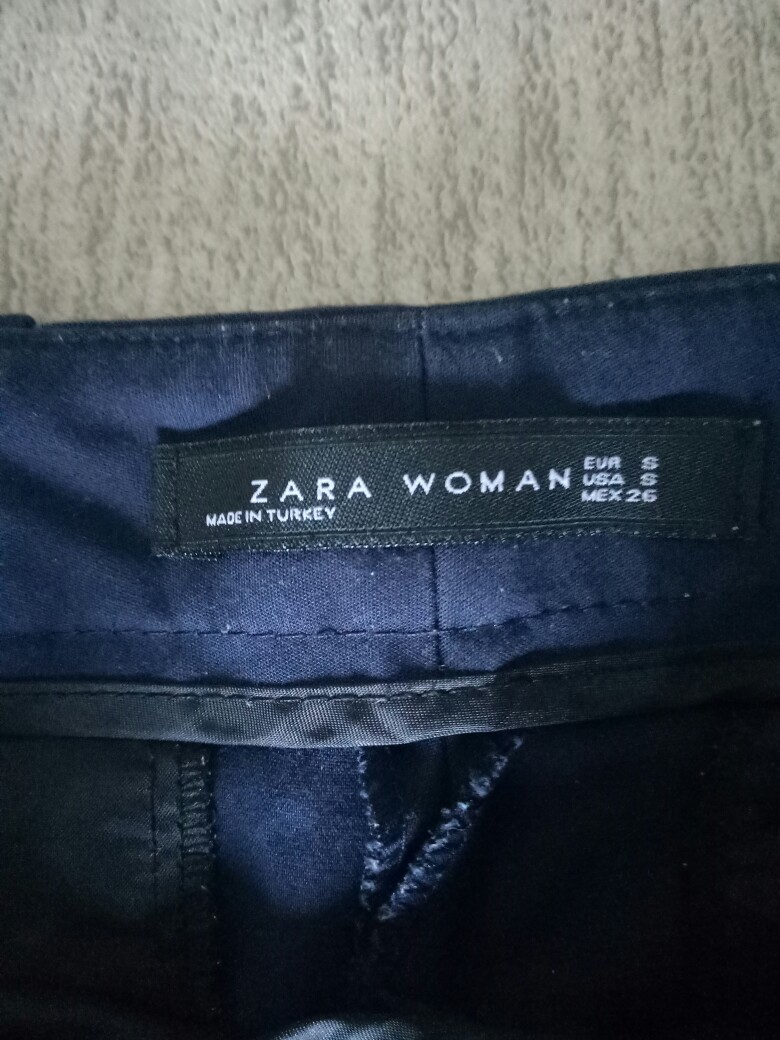 ZARA WOMAN
MADE IN TURKEY
EUR S
USA S
MEX 26